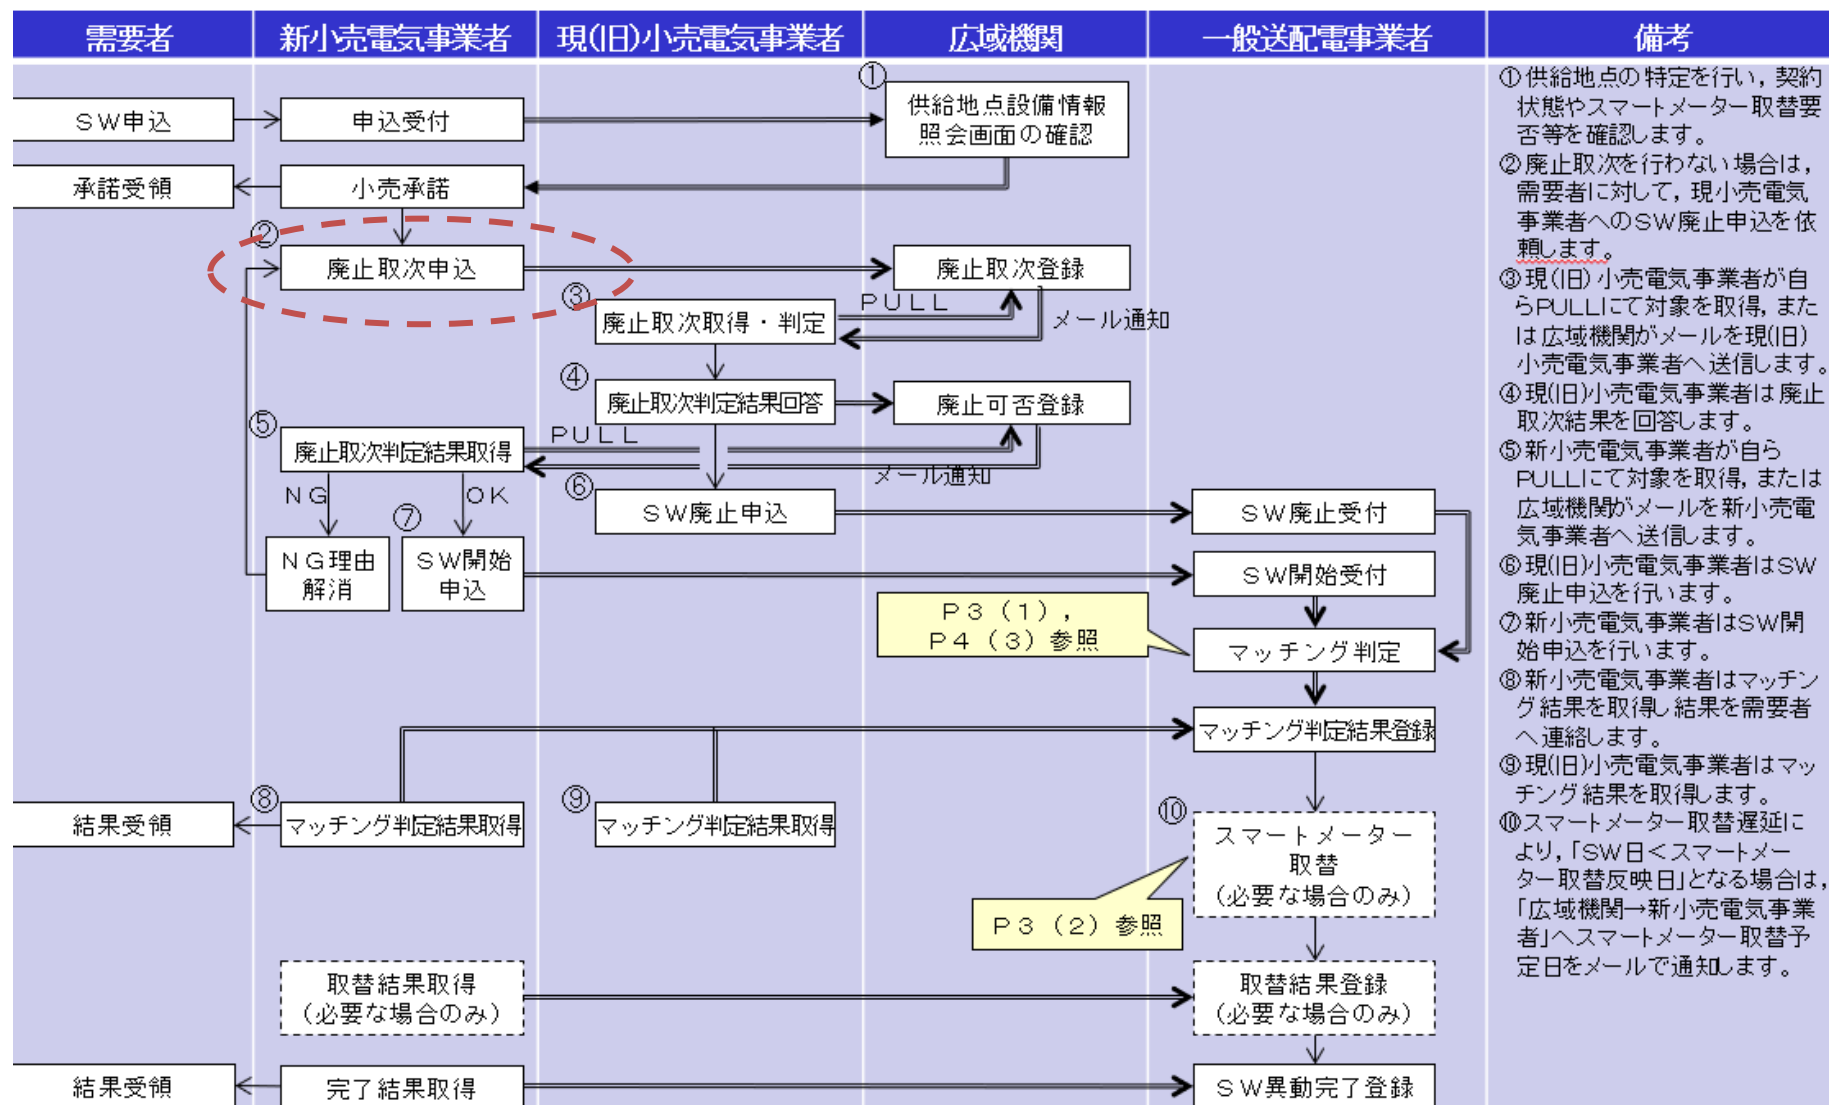 需要者
新小売電気事業者
現(旧)小売電気事業者
広域機関
一般送配電事業者
備考
ＳＷ申込
申込受付
①
供給地点設備情報
照会画面の確認
承諾受領
小売承諾
②
廃止取次申込
廃止取次登録
③
廃止取次取得・判定
ＰＵＬＬ
メール通知
④
廃止取次判定結果回答
廃止可否登録
⑤
廃止取次判定結果取得
ＰＵＬＬ
メール通知
ＮＧ
ＯＫ
⑥
ＳＷ廃止申込
ＳＷ廃止受付
⑦
ＮＧ理由
解消
ＳＷ開始
申込
ＳＷ開始受付
Ｐ３（１），
Ｐ４（３）参照
マッチング判定
マッチング判定結果登録
結果受領
⑧
マッチング判定結果取得
⑨
マッチング判定結果取得
⑩
スマートメーター
取替
（必要な場合のみ）
Ｐ３（２）参照
取替結果取得
（必要な場合のみ）
取替結果登録
（必要な場合のみ）
結果受領
完了結果取得
ＳＷ異動完了登録
①供給地点の特定を行い，契約
状態やスマートメーター取替要
否等を確認します。
②廃止取次を行わない場合は，
需要者に対して，現小売電気
事業者へのSW廃止申込を依
頼します。
③現(旧)小売電気事業者が自
らPULLにて対象を取得，また
は広域機関がメールを現(旧)
小売電気事業者へ送信します。
④現(旧)小売電気事業者は廃止
取次結果を回答します。
⑤新小売電気事業者が自ら
PULLにて対象を取得，または
広域機関がメールを新小売電
気事業者へ送信します。
⑥現(旧)小売電気事業者はSW
廃止申込を行います。
⑦新小売電気事業者はSW開
始申込を行います。
⑧新小売電気事業者はマッチン
グ結果を取得し結果を需要者
へ連絡します。
⑨現(旧)小売電気事業者はマッ
チング結果を取得します。
⑩スマートメーター取替遅延に
より，「SW日＜スマートメー
ター取替反映日」となる場合は，
「広域機関→新小売電気事業
者」へスマートメーター取替予
定日をメールで通知します。